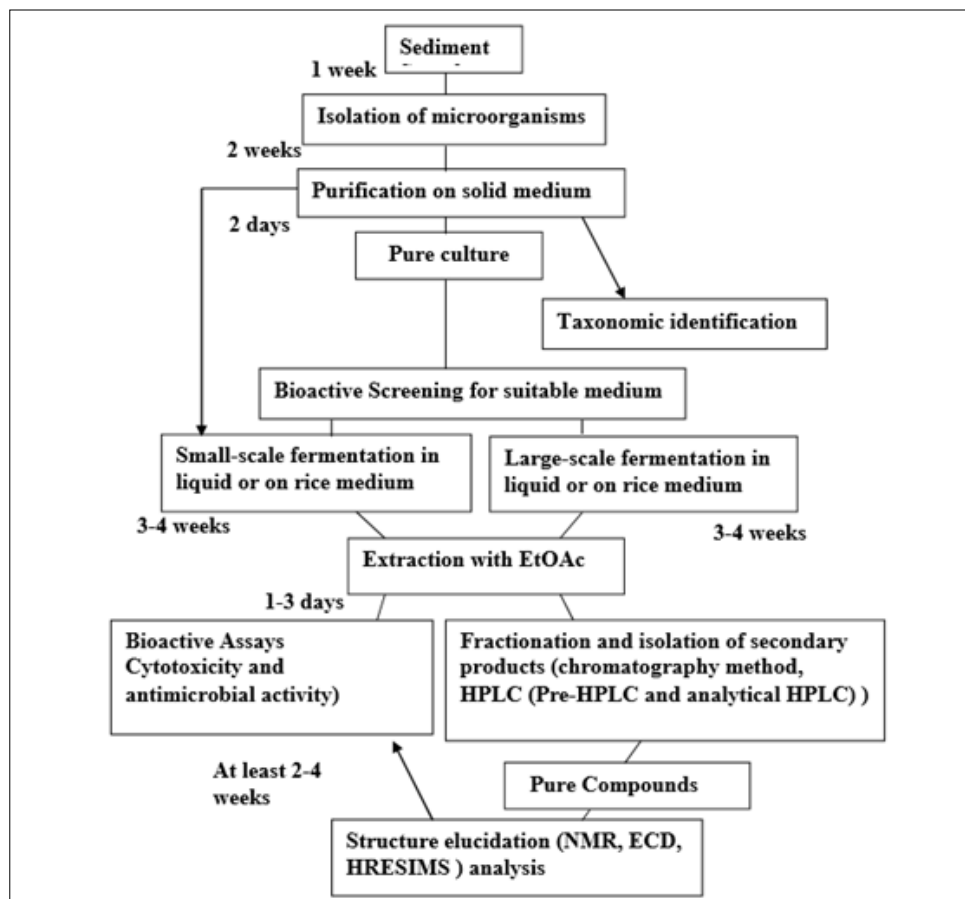 Sediment
1 week
Isolation of microorganisms
2 weeks
Purification on solid medium
2 days
Pure culture
Taxonomic identification
Bioactive Screening for suitable medium
Small-scale fermentation in
liquid or on rice medium
Large-scale fermentation in
liquid or on rice medium
3-4 weeks
3-4 weeks
Extraction with EtOAc
1-3 days
Bioactive Assays
Cytotoxicity and
antimicrobial activity)
Fractionation and isolation of secondary
products (chromatography method,
HPLC (Pre-HPLC and analytical HPLC) )
At least 2-4
weeks
Pure Compounds
Structure elucidation (NMR, ECD,
HRESIMS ) analysis